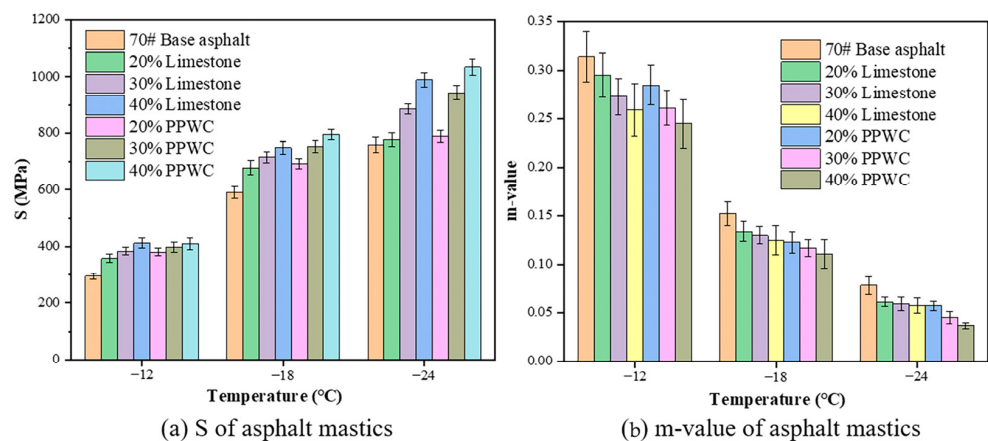 1200
1000
800
600
400
200
0
S (MPa)
70# Base asphalt
20% Limestone
30% Limestone
40% Limestone
20% PPWC
30% PPWC
40% PPWC
−12
−18
−24
Temperature (°C)
(a) S of asphalt mastics
0.35
0.30
0.25
0.20
0.15
0.10
0.05
0.00
m-value
70# Base asphalt
20% Limestone
30% Limestone
40% Limestone
20% PPWC
30% PPWC
40% PPWC
−12
−18
−24
Temperature (°C)
(b) m-value of asphalt mastics